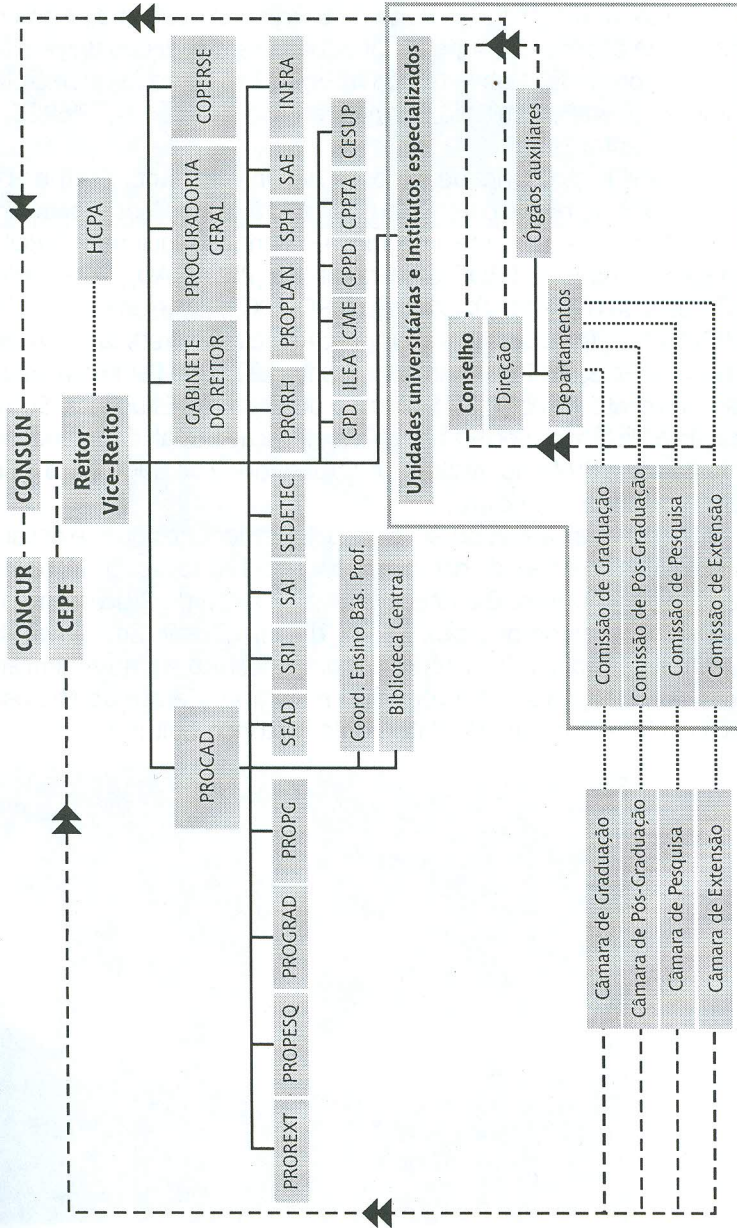 CONCUR
CONSUN
CEPE
Reitor
Vice-Reitor
HCPA
PROCAD
GABINETE
DO REITOR
PROCURADORIA
GERAL
COPERSE
PROREXT
PROPESQ
PROGRAD
PROPG
SEAD
SRII
SAI
SEDETEC
PRORH
PROPLAN
SPH
SAE
INFRA
Coord. Ensino Bás. Prof.
Biblioteca Central
CPD
ILEA
CME
CPPD
CPPTA
CESUP
Unidades universitárias e Institutos especializados
Conselho
Direção
Órgãos auxiliares
Departamentos
Câmara de Graduação
Comissão de Graduação
Câmara de Pós-Graduação
Comissão de Pós-Graduação
Câmara de Pesquisa
Comissão de Pesquisa
Câmara de Extensão
Comissão de Extensão